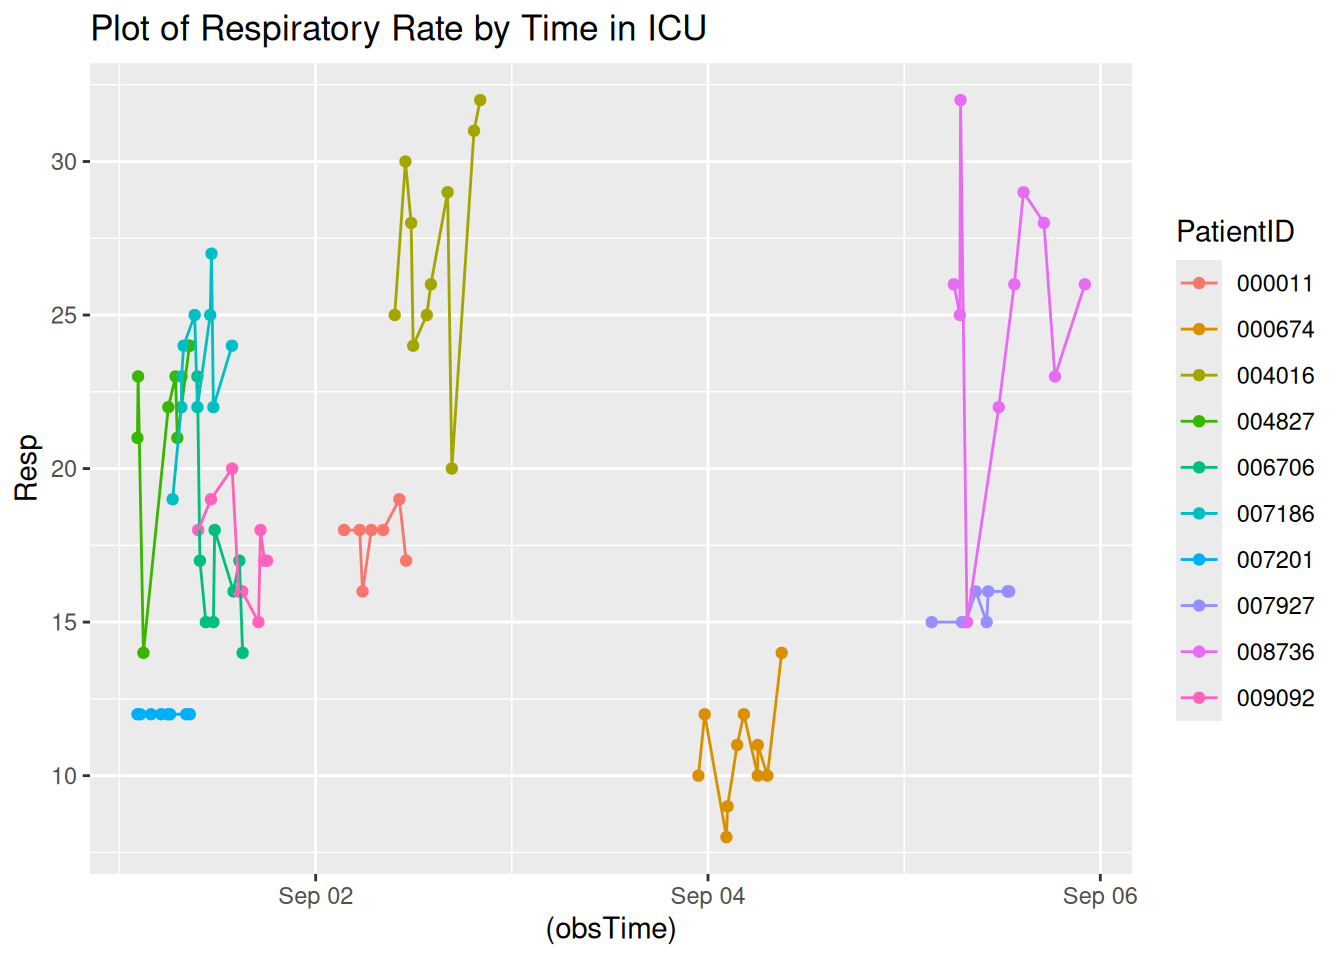 Plot of Respiratory Rate by Time in ICU
Resp
30
25
20
15
10
Sep 02
Sep 04
Sep 06
(obsTime)
PatientID
000011
000674
004016
004827
006706
007186
007201
007927
008736
009092